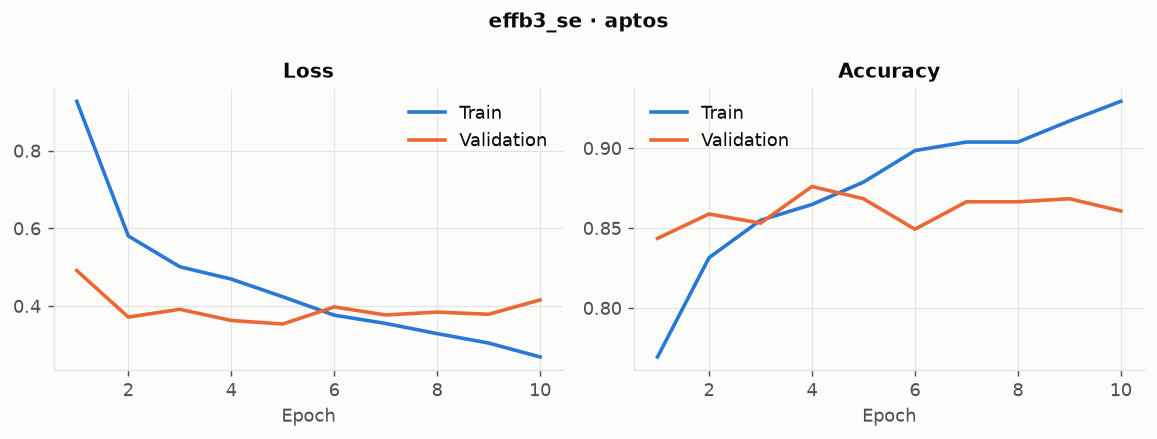 effb3_se · aptos
Loss
Train
Validation
0.8
0.6
0.4
2 4 6 8 10
Epoch
Accuracy
Train
Validation
0.90
0.85
0.80
2 4 6 8 10
Epoch